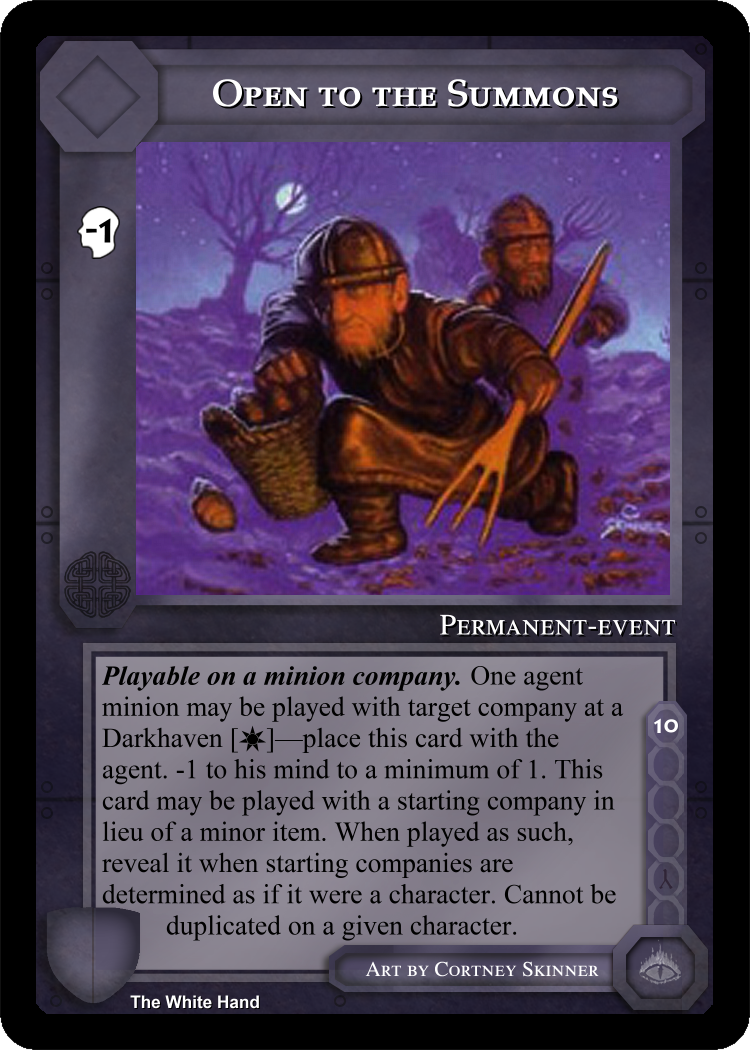 Open to the Summons
-1
Permanent-event
Playable on a minion company. One agent
minion may be played with target company at a
Darkhaven [✷]—place this card with the
agent. -1 to his mind to a minimum of 1. This
card may be played with a starting company in
lieu of a minor item. When played as such,
reveal it when starting companies are
determined as if it were a character. Cannot be
duplicated on a given character.
10
Art by Cortney Skinner
The White Hand